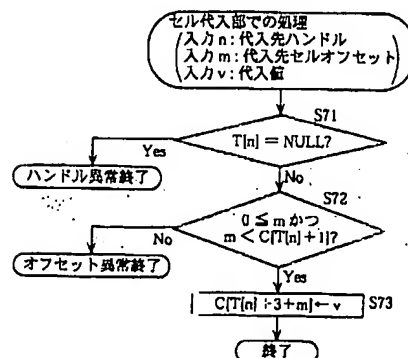 セル代入部での処理
入力 n : 代入先ハンドル
入力 m : 代入先セルオフセット
入力 v : 代入値
S71
T[n] = NULL?
Yes
ハンドル異常終了
No
S72
0 ≦ m かつ
m < C[T[n] + 1]?
No
オフセット異常終了
Yes
C[T[n] + 3 + m] ← v
S73
終了